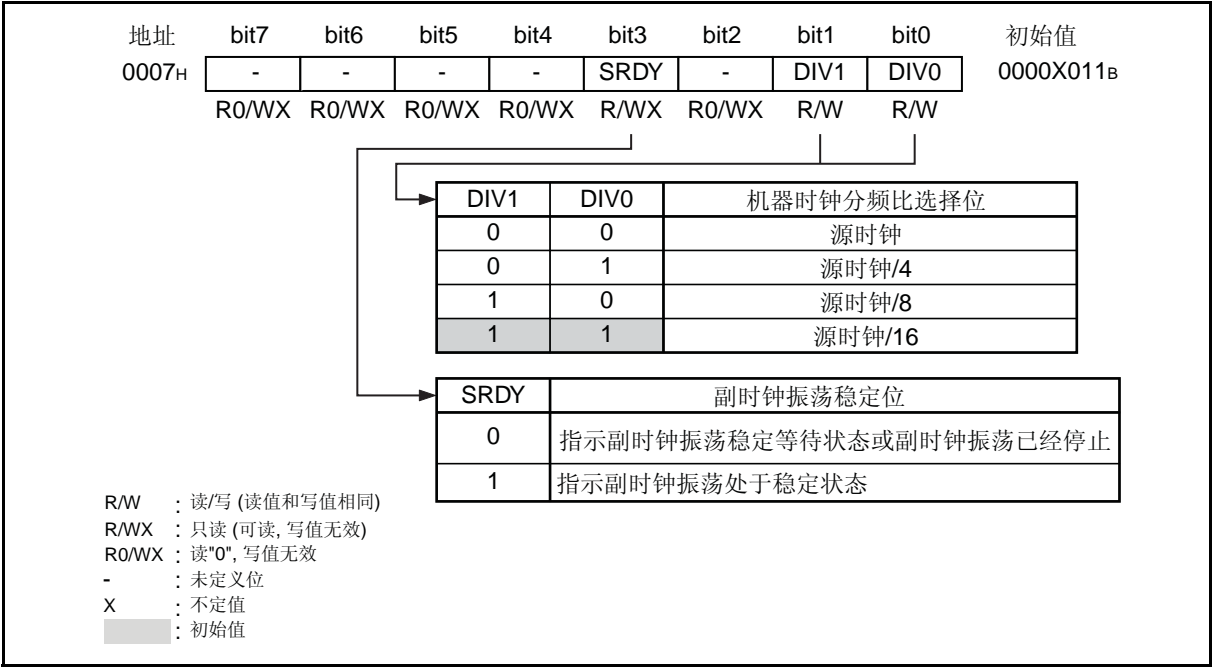 地址 bit7 bit6 bit5 bit4 bit3 bit2 bit1 bit0 初始值
0007H - - - - SRDY - DIV1 DIV0 0000X011B
R0/WX R0/WX R0/WX R0/WX R/WX R0/WX R/W R/W
DIV1 DIV0 机器时钟分频比选择位
0 0 源时钟
0 1 源时钟/4
1 0 源时钟/8
1 1 源时钟/16
SRDY 副时钟振荡稳定位
0 指示副时钟振荡稳定等待状态或副时钟振荡已经停止
1 指示副时钟振荡处于稳定状态
R/W : 读/写 (读值和写值相同)
R/WX : 只读 (可读, 写值无效)
R0/WX : 读"0", 写值无效
- : 未定义位
X : 不定值
: 初始值